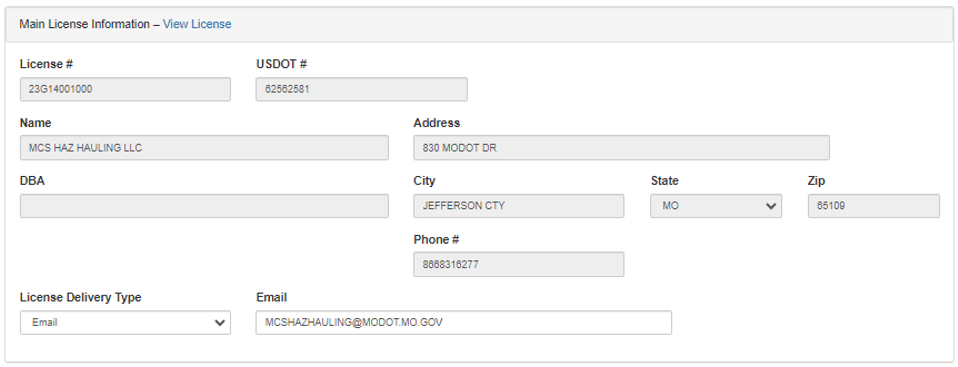 Main License Information – View License
License # USDOT #
23G14001000 62562581
Name Address
MCS HAZ HAULING LLC 830 MODOT DR
DBA City State Zip
JEFFERSON CTY MO 65109
Phone #
8668316277
License Delivery Type Email
Email MCSHAZHAULING@MODOT.MO.GOV